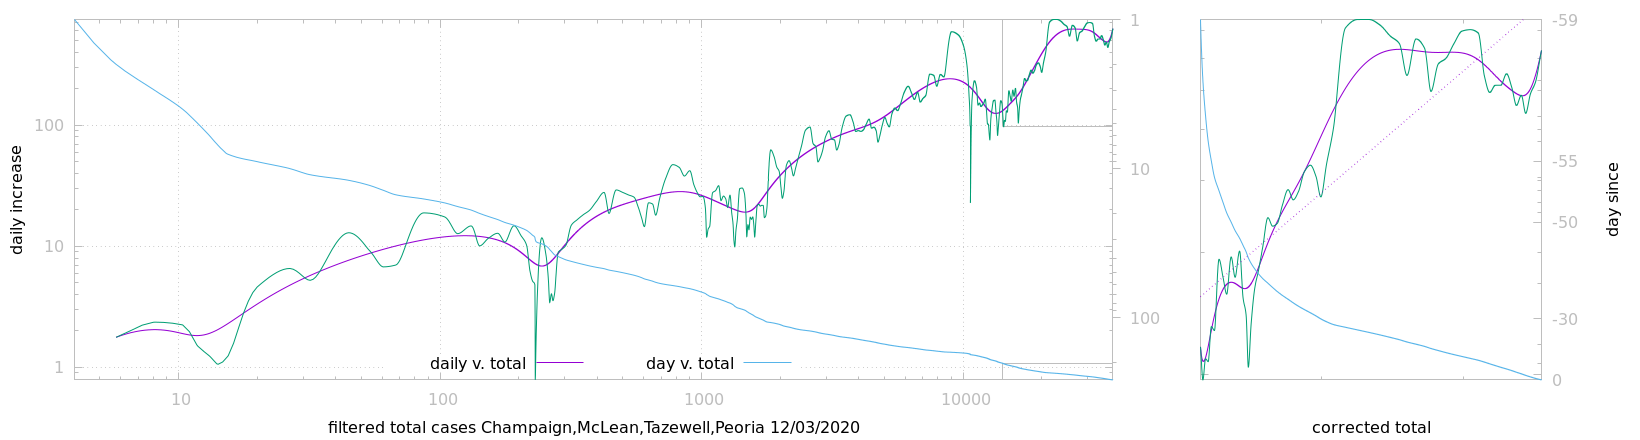 daily increase
100
10
1
10
100
1000
10000
1
10
100
daily v. total
day v. total
filtered total cases Champaign,McLean,Tazewell,Peoria 12/03/2020
-59
-55
-50
-30
0
day since
corrected total